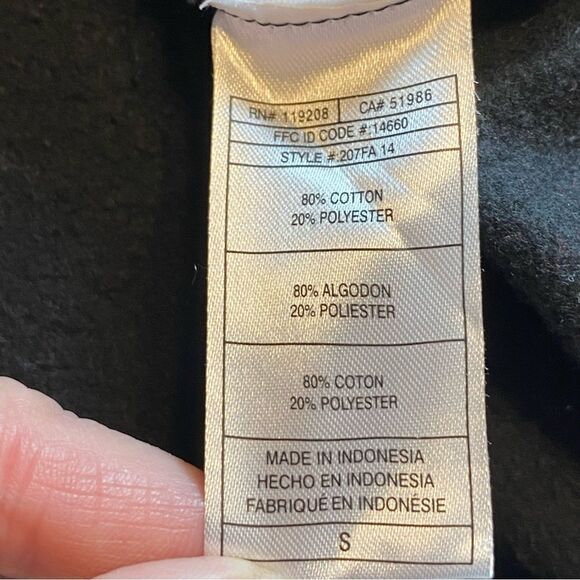 RN# 119208 CA# 51986
FFC ID CODE #:14660
STYLE #:207FA 14
80% COTTON
20% POLYESTER
80% ALGODON
20% POLIESTER
80% COTON
20% POLYESTER
MADE IN INDONESIA
HECHO EN INDONESIA
FABRIQUÉ EN INDONÉSIE
S